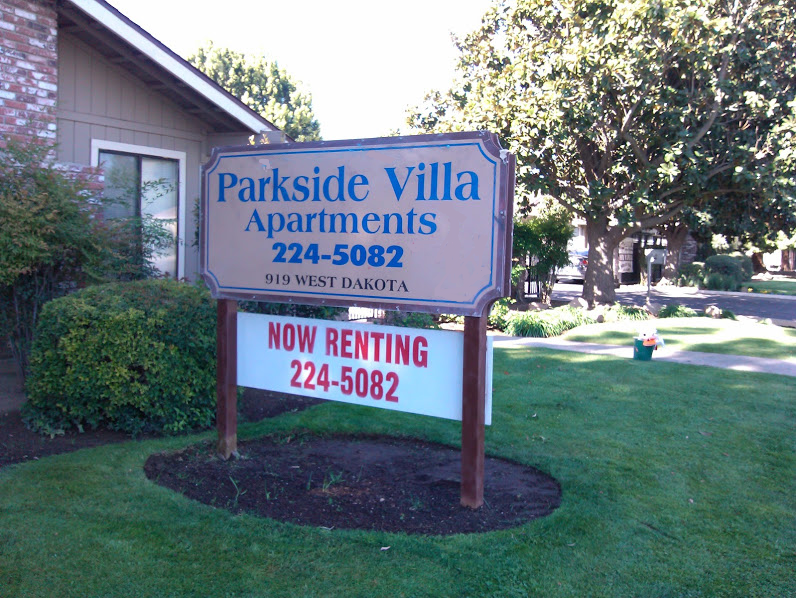 Parkside Villa
Apartments
224-5082
919 WEST DAKOTA
NOW RENTING
224-5082